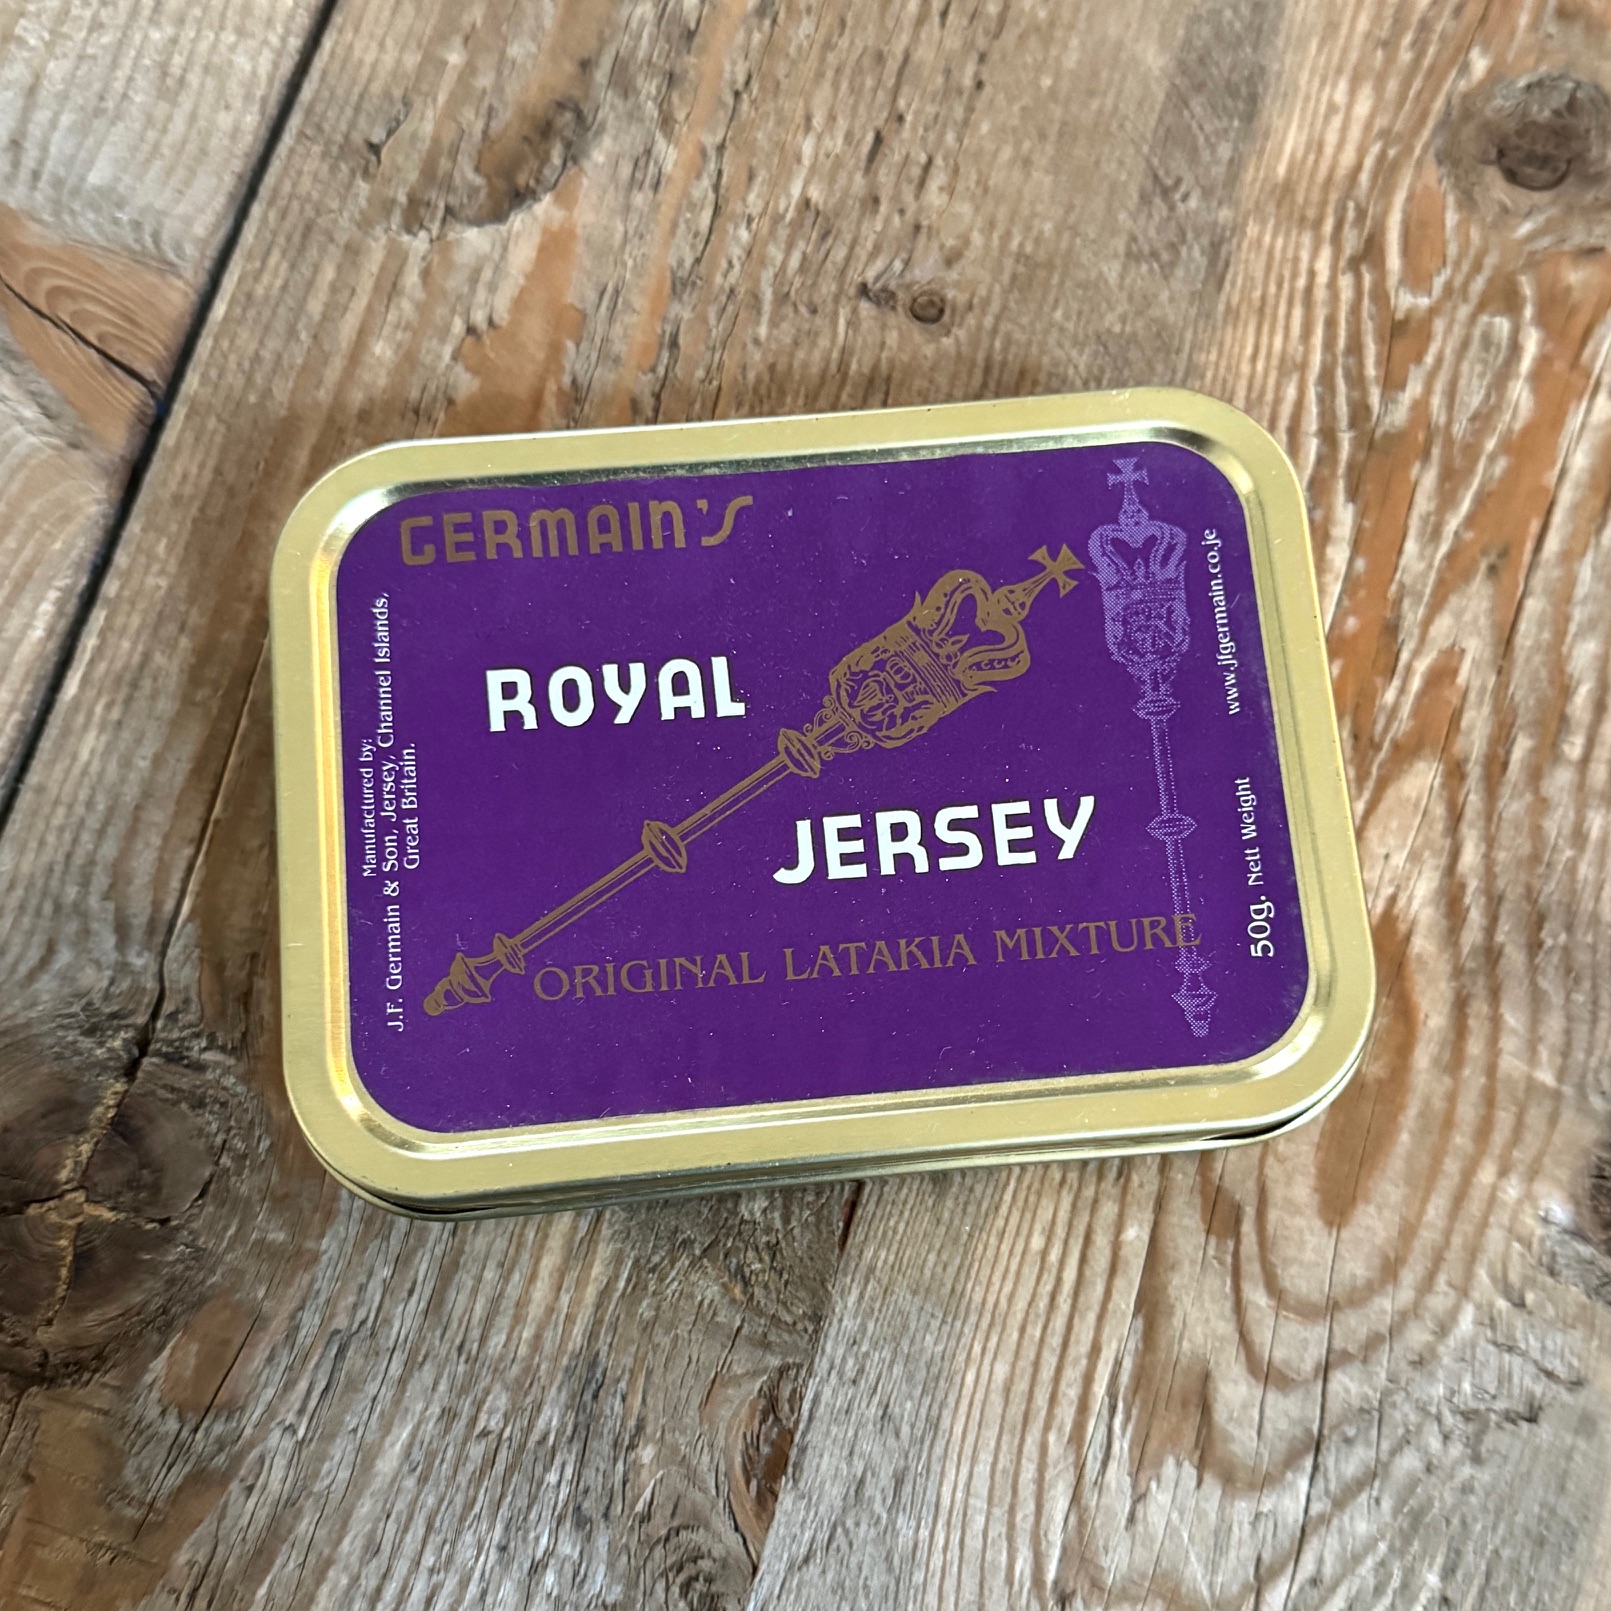 GERMAIN'S
ROYAL
JERSEY
ORIGINAL LATAKIA MIXTURE
Manufactured by:
J.F. Germain & Son, Jersey, Channel Islands,
Great Britain.
www.jfgermain.co.je
50g. Nett Weight